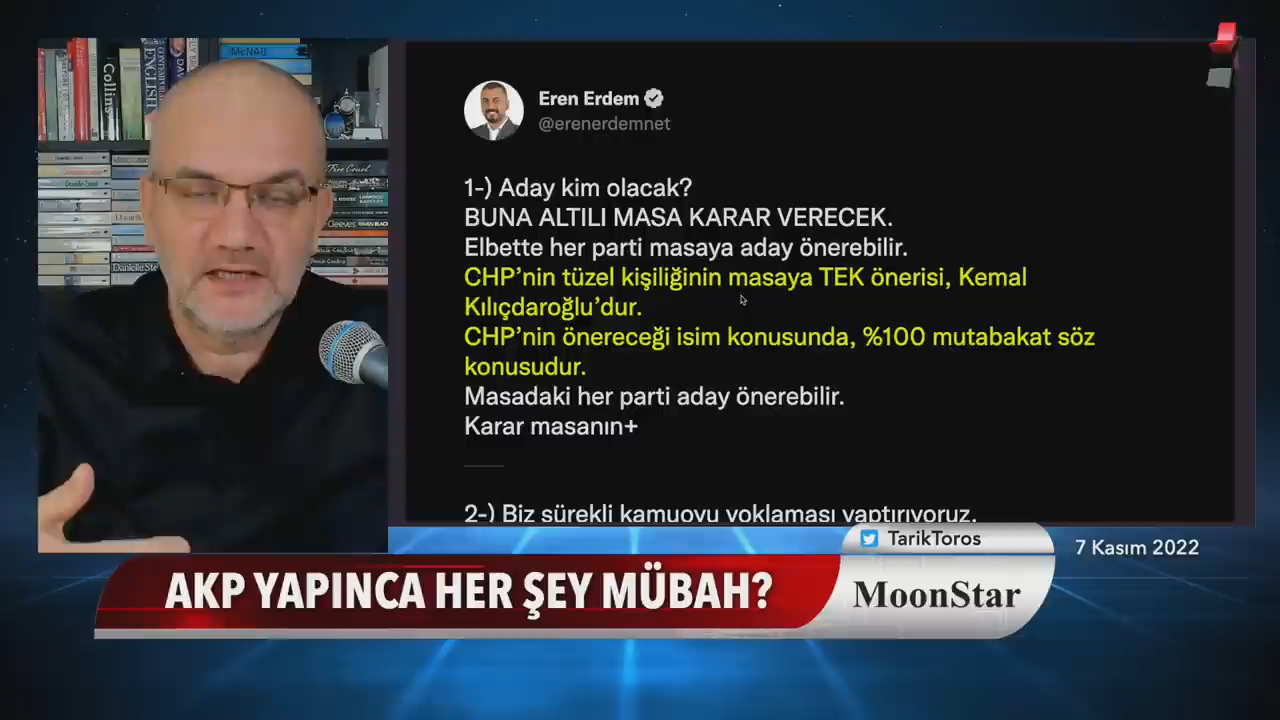 McNAB
Collins
ENGLISH
Eren Erdem
@erenerdemnet
1-) Aday kim olacak?
BUNA ALTILI MASA KARAR VERECEK.
Elbette her parti masaya aday önerebilir.
CHP’nin tüzel kişiliğinin masaya TEK önerisi, Kemal
Kılıçdaroğlu’dur.
CHP’nin önereceği isim konusunda, %100 mutabakat söz
konusudur.
Masadaki her parti aday önerebilir.
Karar masanın+
2-) Biz sürekli kamuoyu yoklaması yaptırıyoruz.
TarikToros
7 Kasım 2022
AKP YAPINCA HER ŞEY MÜBAH?
MoonStar